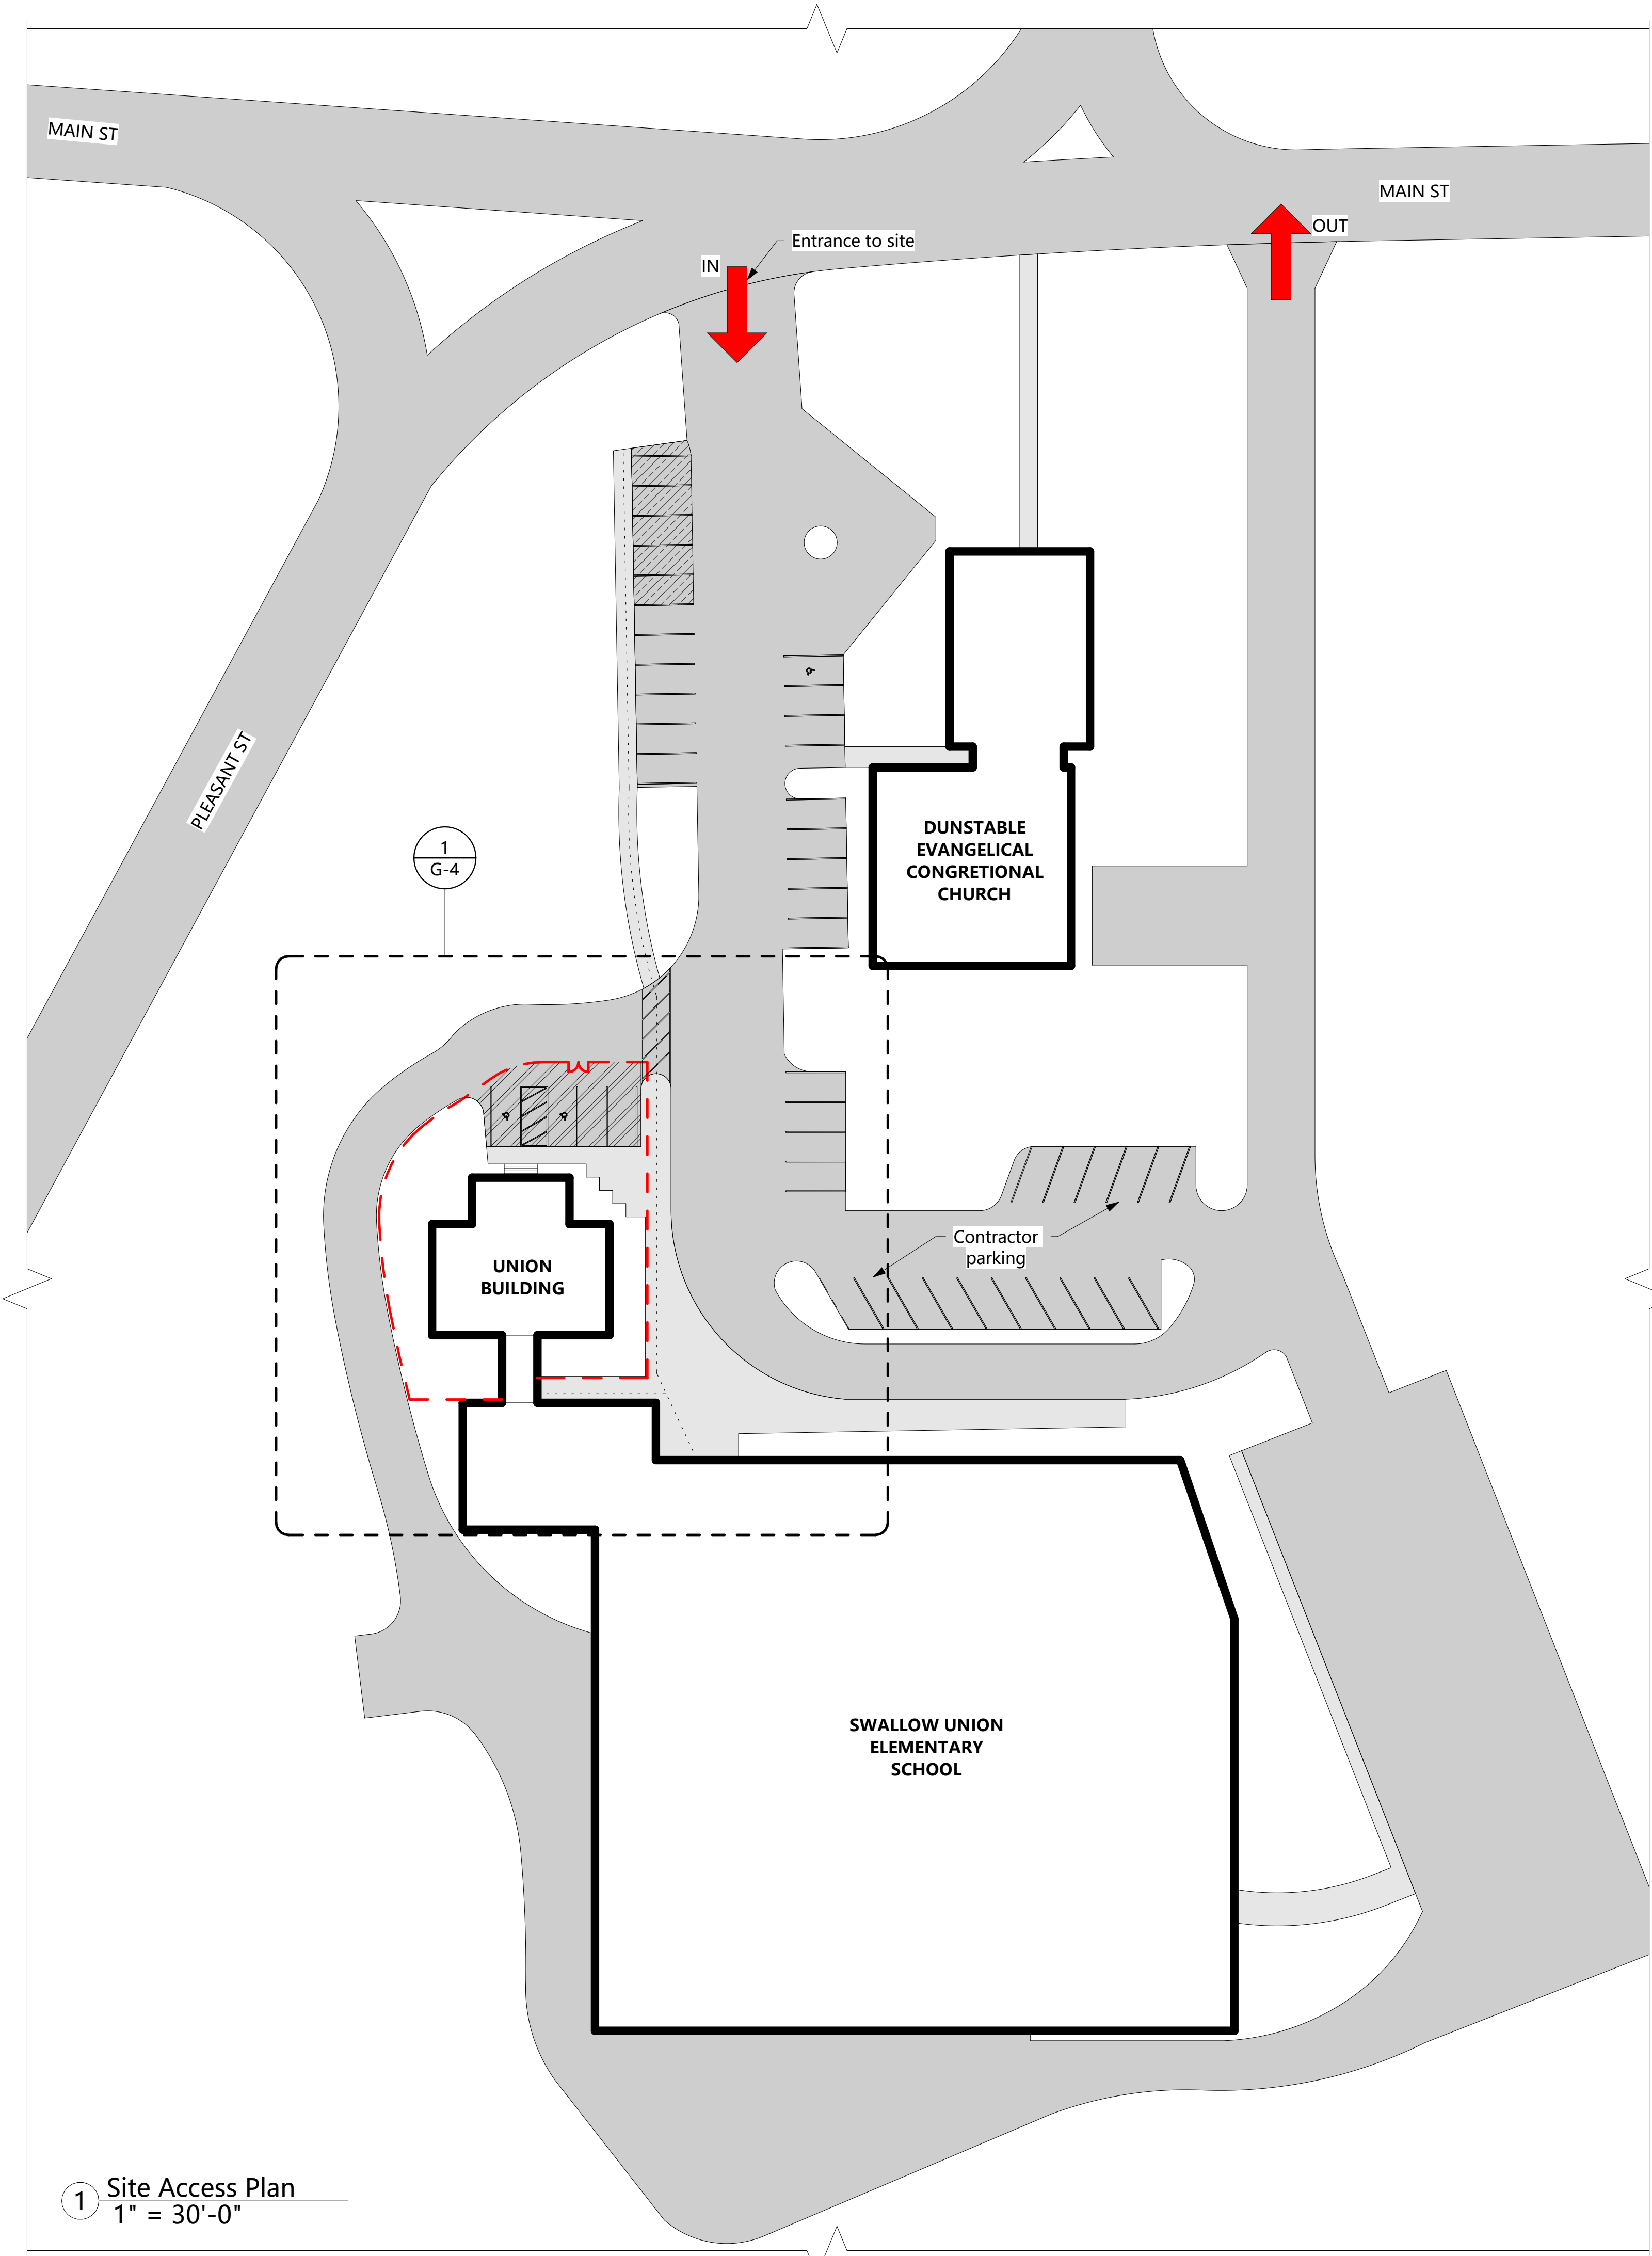 MAIN ST
MAIN ST
OUT
Entrance to site
IN
PLEASANT ST
DUNSTABLE
EVANGELICAL
CONGRETIONAL
CHURCH
1
G-4
Contractor
parking
UNION
BUILDING
SWALLOW UNION
ELEMENTARY
SCHOOL
1 Site Access Plan
1" = 30'-0"